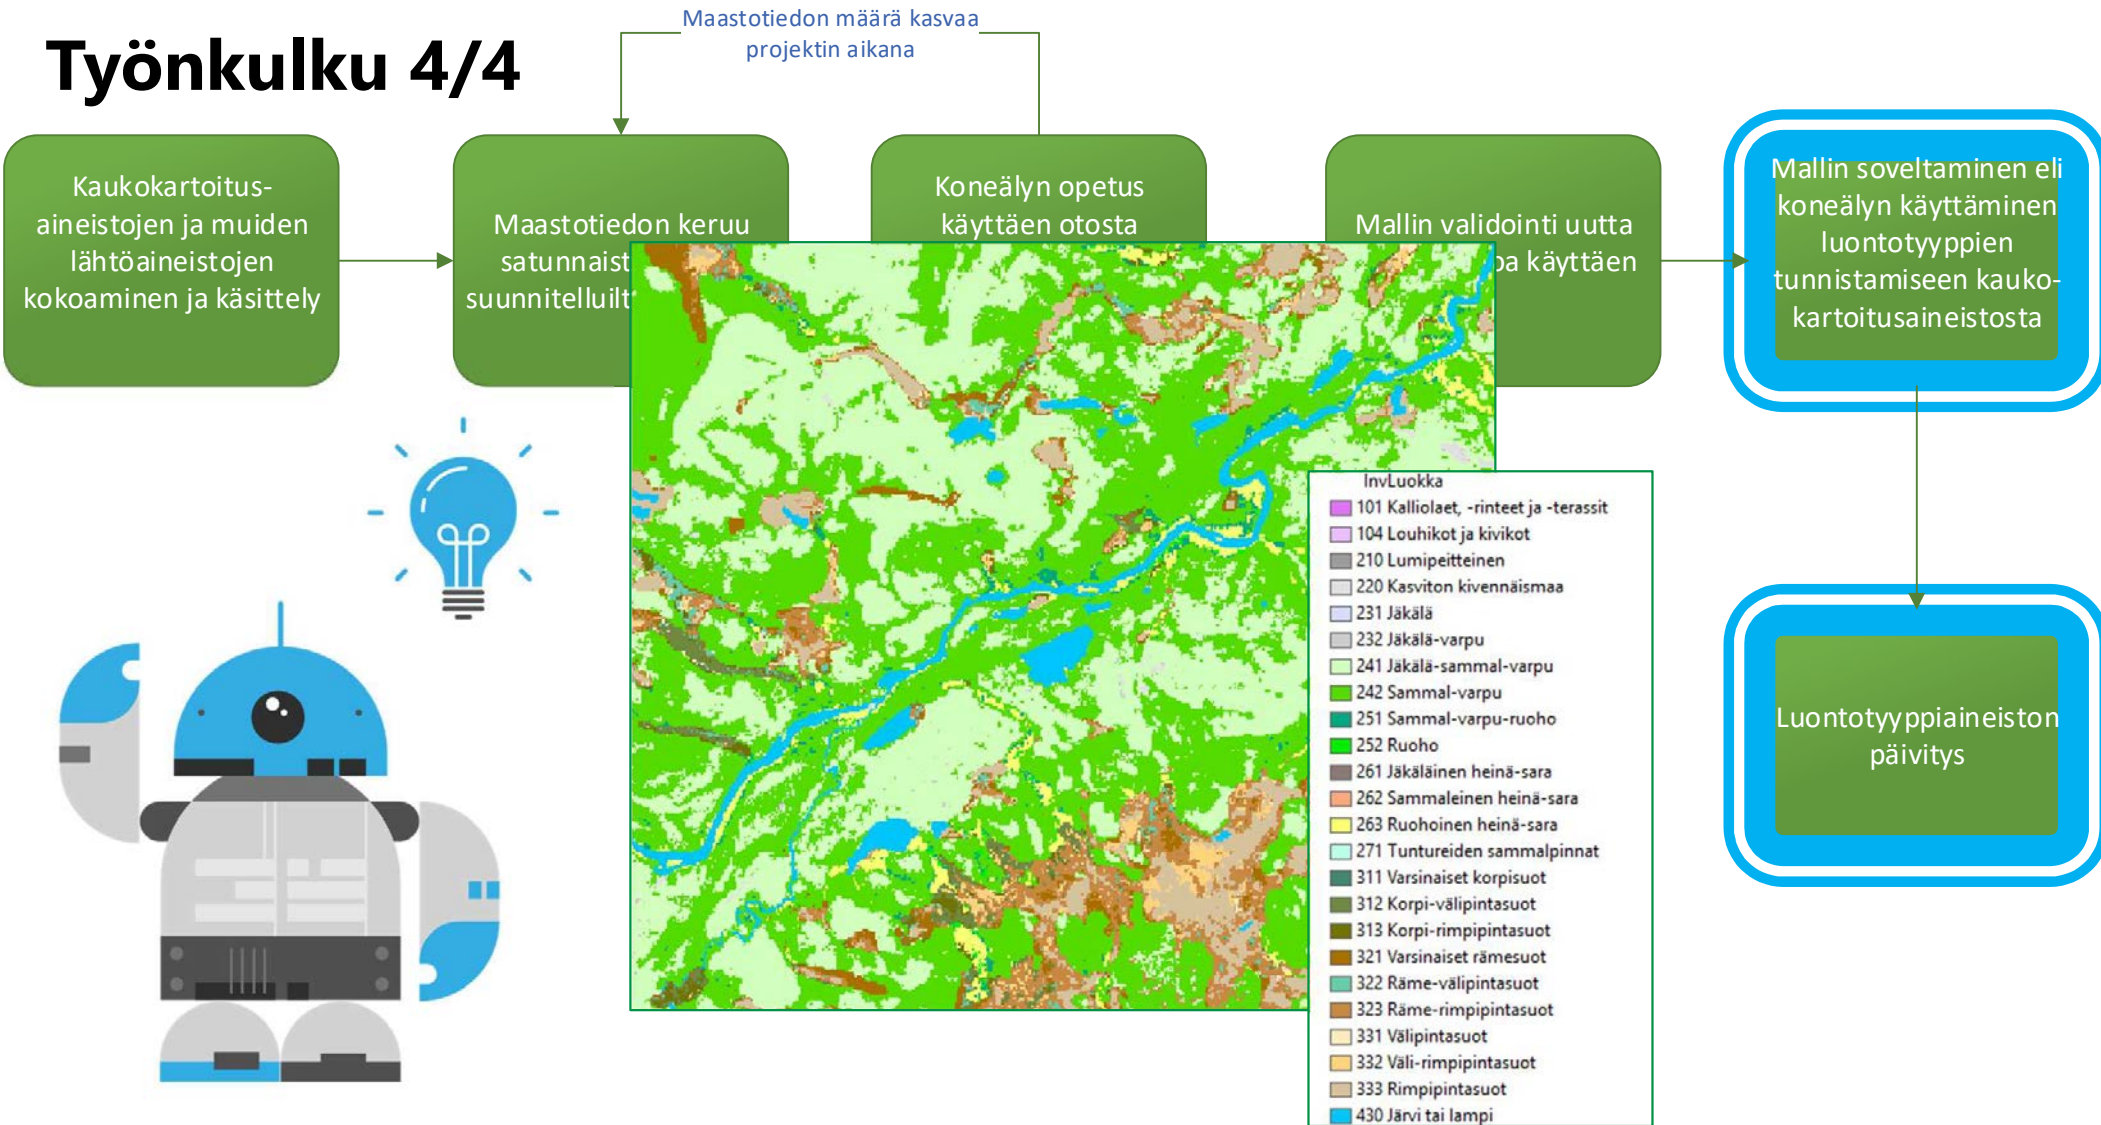 Maastotiedon määrä kasvaa
projektin aikana
Työnkulku 4/4
Kaukokartoitus-
aineistojen ja muiden
lähtöaineistojen
kokoaminen ja käsittely
Maastotiedon keruu
Koneälyn opetus
käyttäen otosta
Mallin validointi uutta
käyttäen
Mallin soveltaminen eli
koneälyn käyttäminen
luontotyyppien
tunnistamiseen kauko-
kartoitusaineistosta
InvLuokka
101 Kalliolaet, -rinteet ja -terassit
104 Louhikot ja kivikot
210 Lumipeitteinen
220 Kasviton kivennäismaa
231 Jäkälä
232 Jäkälä-varpu
241 Jäkälä-sammal-varpu
242 Sammal-varpu
251 Sammal-varpu-ruoho
252 Ruoho
261 Jäkäläinen heinä-sara
262 Sammaleinen heinä-sara
263 Ruohoinen heinä-sara
271 Tuntureiden sammalpinnat
311 Varsinaiset korpisuot
312 Korpi-välipintasuot
313 Korpi-rimpipintasuot
321 Varsinaiset rämesuot
322 Räme-välipintasuot
323 Räme-rimpipintasuot
331 Välipintasuot
332 Väli-rimpipintasuot
333 Rimpipintasuot
430 Järvi tai lampi
Luontotyyppiaineiston
päivitys